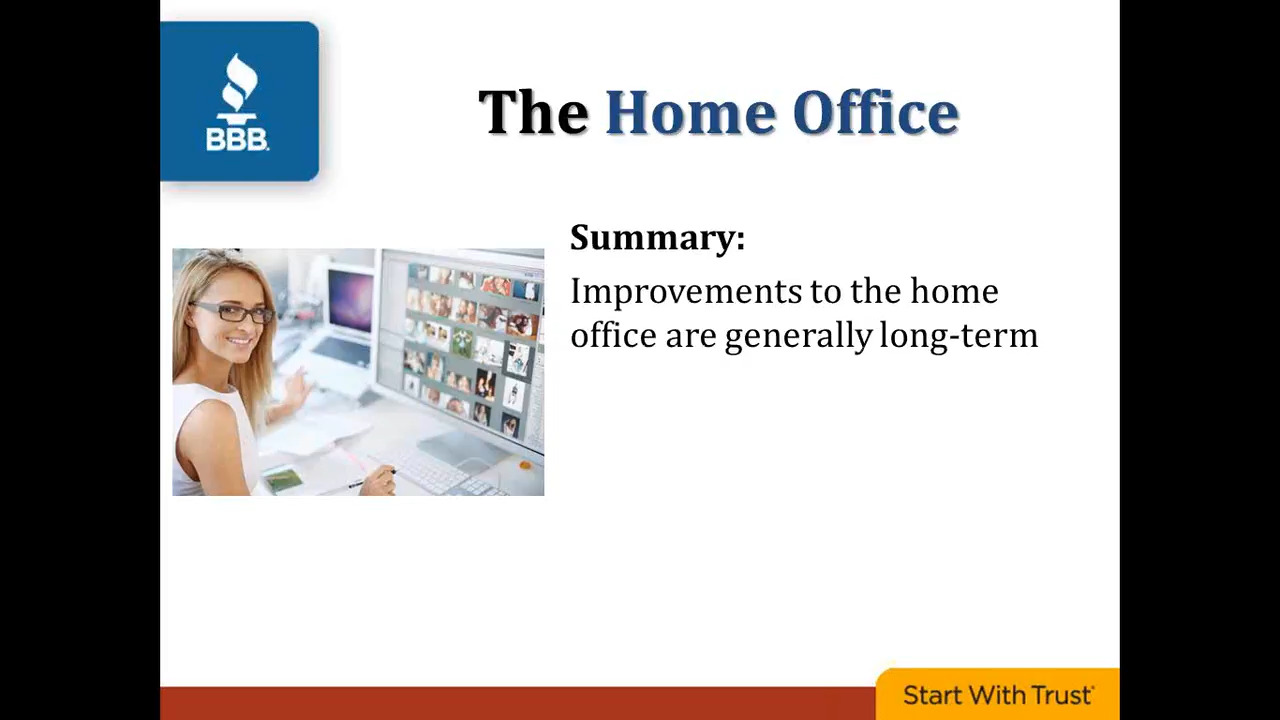 BBB.
The Home Office
Summary:
Improvements to the home
office are generally long-term
Start With Trust®